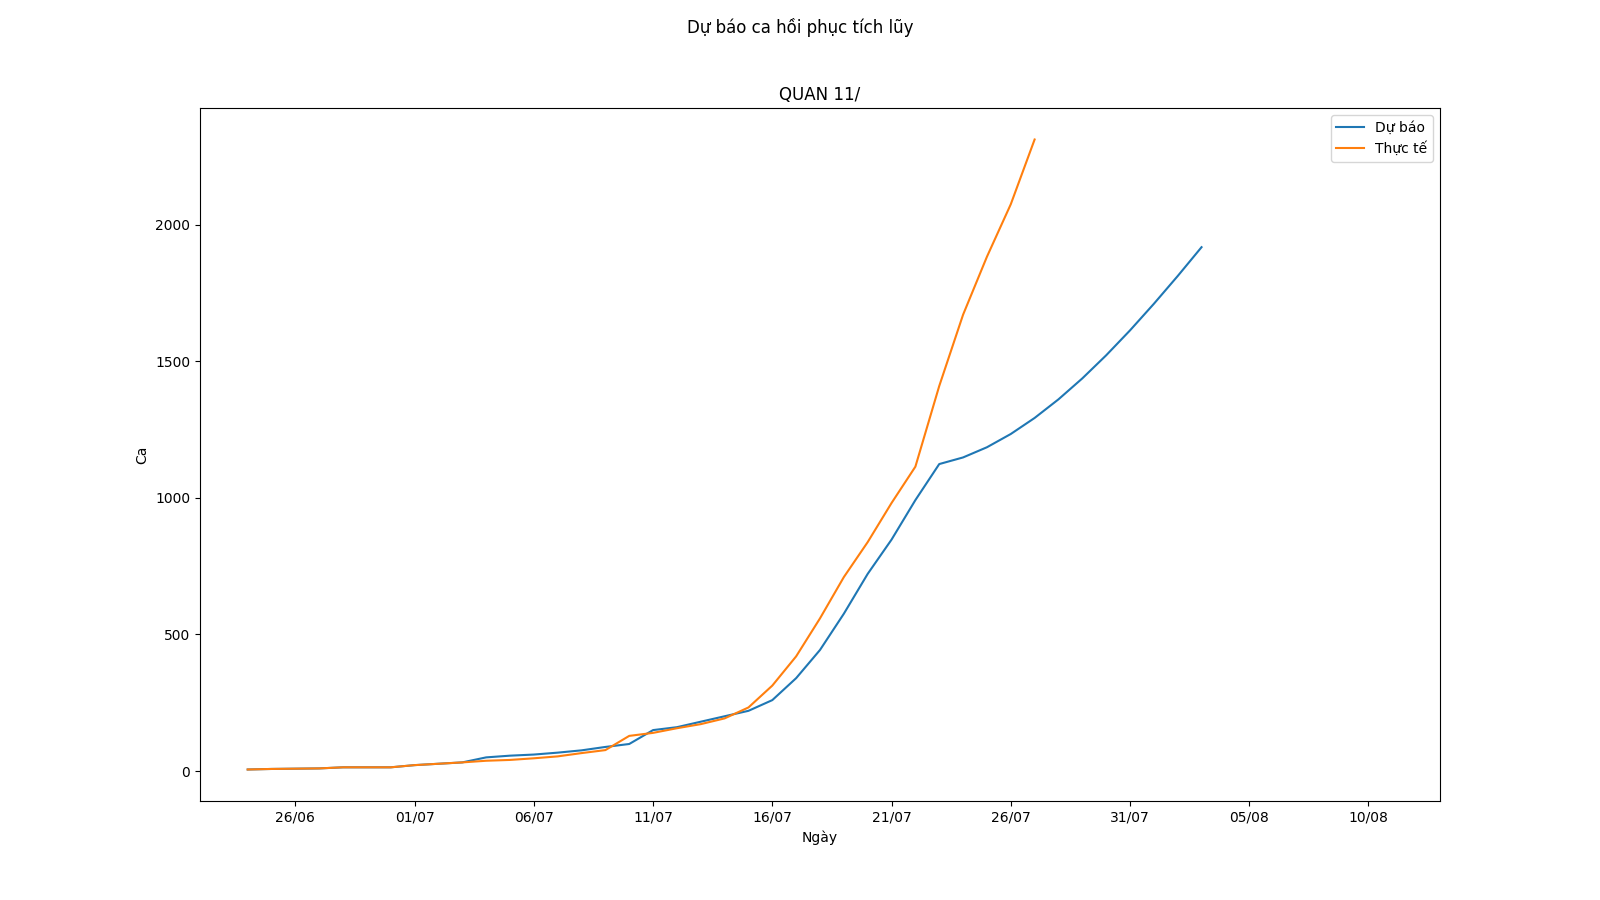 Dự báo ca hồi phục tích lũy
QUAN 11/
Dự báo
Thực tế
2000
1500
1000
500
0
Ca
26/06 01/07 06/07 11/07 16/07 21/07 26/07 31/07 05/08 10/08
Ngày